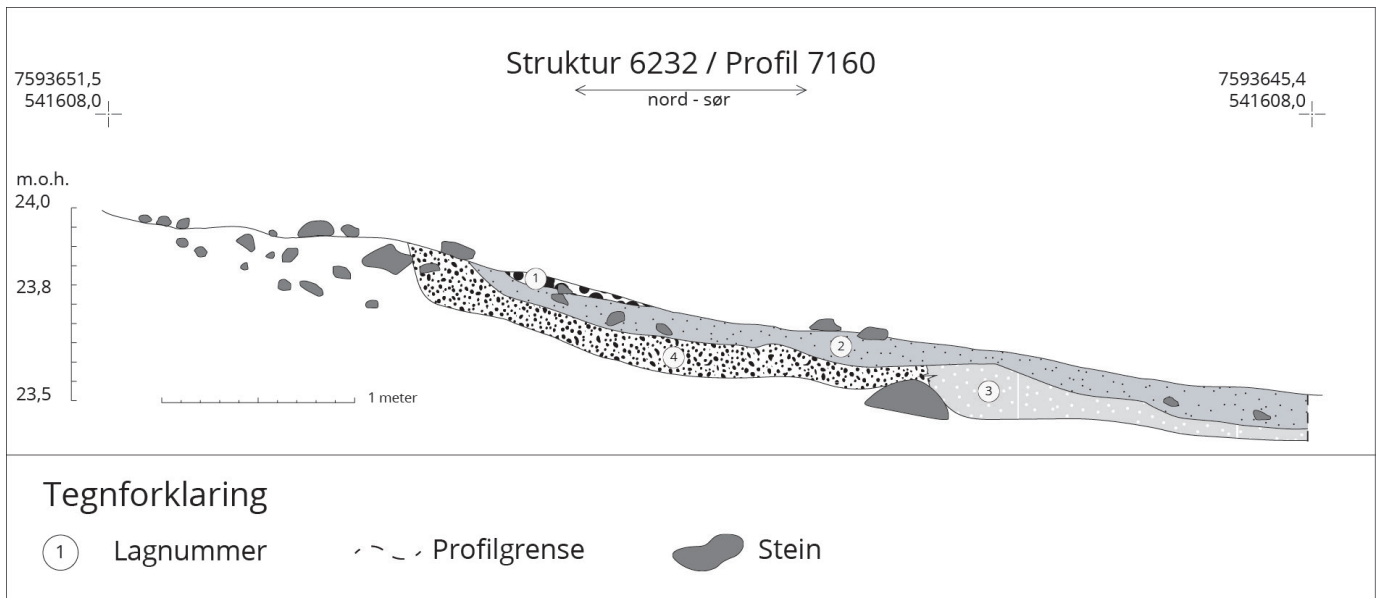 Struktur 6232 / Profil 7160
nord - sør
7593651,5
541608,0
7593645,4
541608,0
m.o.h.
24,0
23,8
23,5
1
2
3
4
1 meter
Tegnforklaring
1 Lagnummer
Profilgrense
Stein